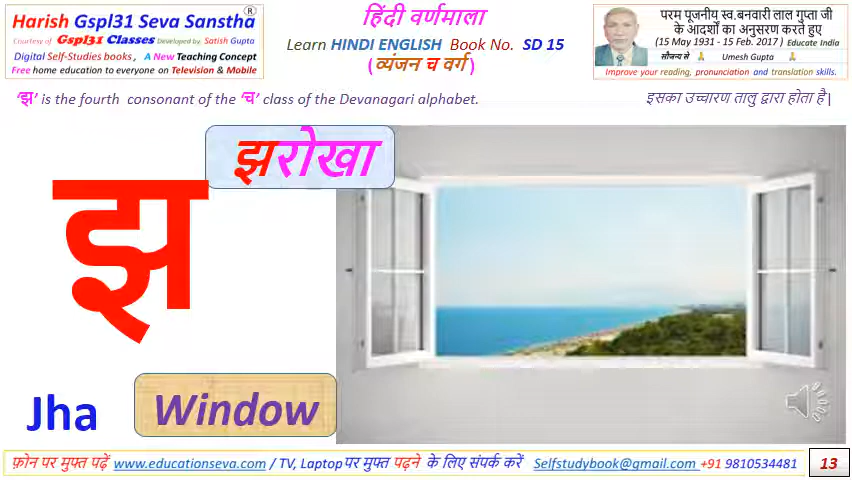 Harish Gspl31 Seva Sanstha®
Courtesy of Gspl31 Classes Developed by Satish Gupta
Digital Self-Studies books, A New Teaching Concept
Free home education to everyone on Television & Mobile
हिंदी वर्णमाला
Learn HINDI ENGLISH Book No. SD 15
(व्यंजन च वर्ग)
परम पूजनीय स्व.बनवारी लाल गुप्ता जी
के आदर्शों का अनुसरण करते हुए
(15 May 1931 - 15 Feb. 2017) Educate India
सौजन्य से 🙏 Umesh Gupta 🙏
Improve your reading, pronunciation and translation skills.
'झ' is the fourth consonant of the 'च' class of the Devanagari alphabet.
इसका उच्चारण तालु द्वारा होता है|
झरोखा
झ
Jha
Window
फ़ोन पर मुफ्त पढ़ें www.educationseva.com / TV, Laptop पर मुफ्त पढ़ने के लिए संपर्क करें Selfstudybook@gmail.com +91 9810534481
13